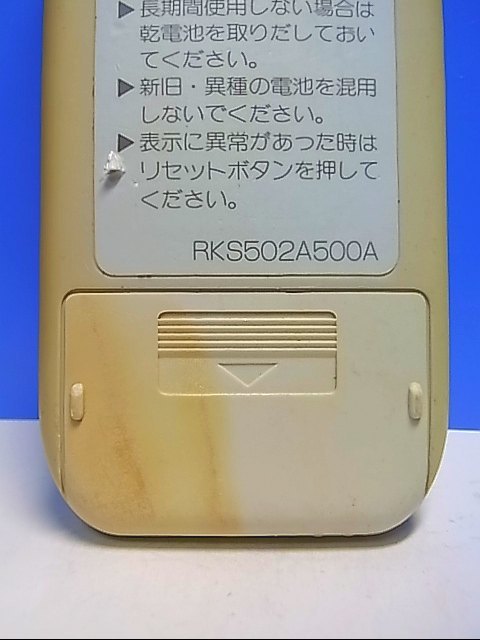 ▶長期間使用しない場合は
乾電池を取りだしておい
てください。
▶新旧・異種の電池を混用
しないでください。
▶表示に異常があった時は
リセットボタンを押して
ください。
RKS502A500A